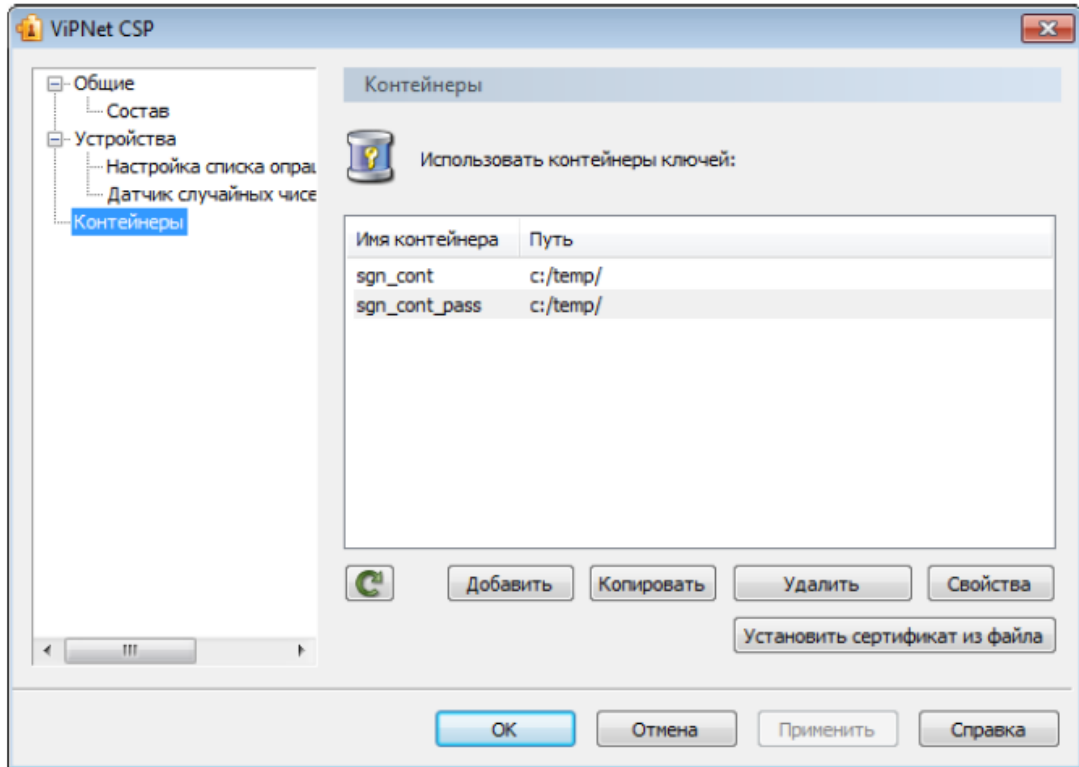 ViPNet CSP
Общие
Состав
Устройства
Настройка списка опраш
Датчик случайных чисе
Контейнеры
Контейнеры
Использовать контейнеры ключей:
Имя контейнера Путь
sgn_cont c:/temp/
sgn_cont_pass c:/temp/
Добавить Копировать Удалить Свойства
Установить сертификат из файла
OK Отмена Применить Справка